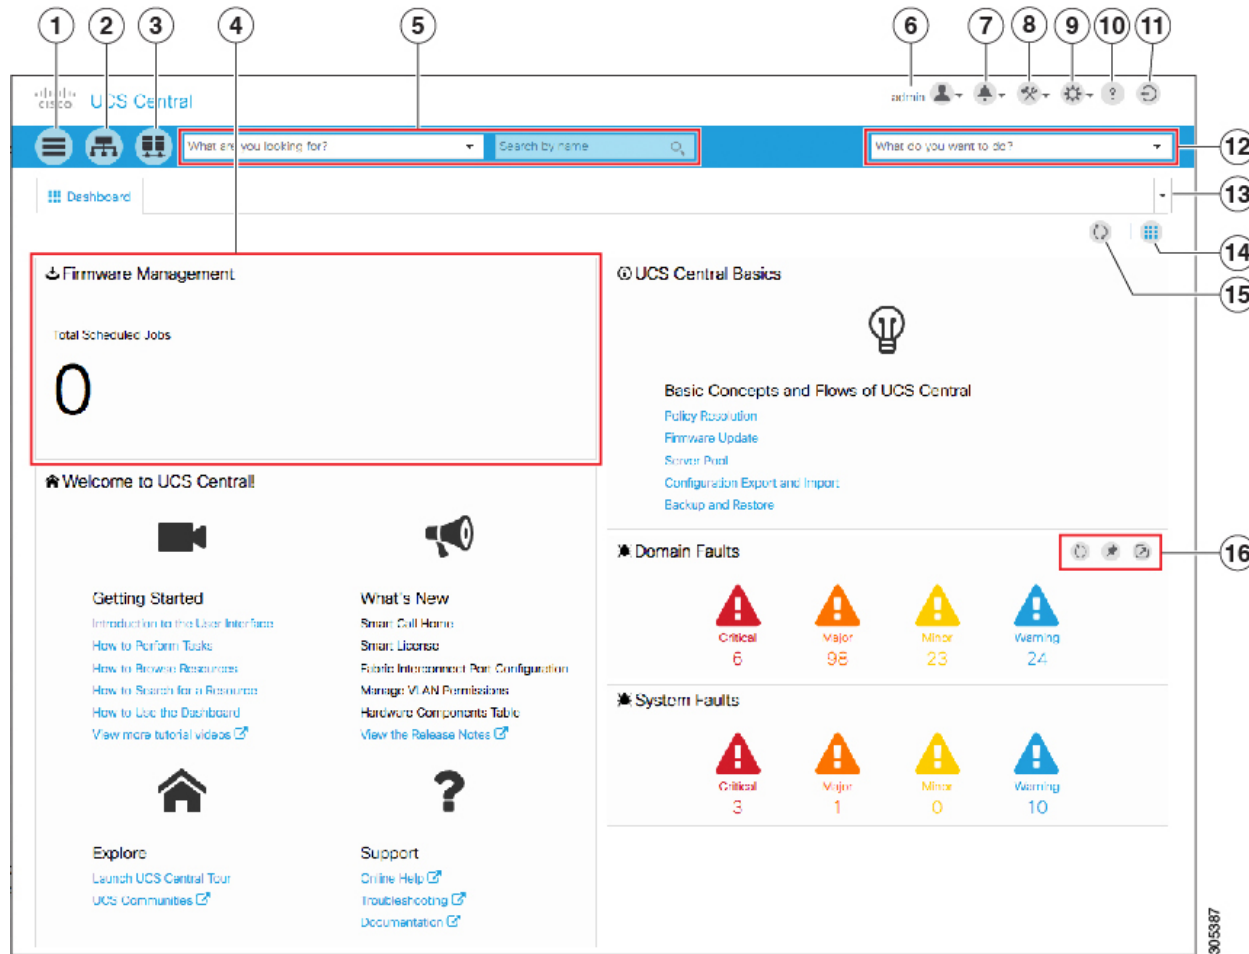 1 2 3 4 5 6 7 8 9 10 11
CISCO UCS Central
admin
What are you looking for? Search by name What do you want to do? 12
Dashboard 13
14
Firmware Management UCS Central Basics
15
Total Scheduled Jobs
0
Basic Concepts and Flows of UCS Central
Policy Resolution
Firmware Update
Server Pool
Configuration Export and Import
Backup and Restore
Welcome to UCS Central!
Getting Started
Introduction to the User Interface
How to Perform Tasks
How to Browse Resources
How to Search for a Resource
How to Use the Dashboard
View more tutorial videos
What's New
Smart Call Home
Smart License
Fabric Interconnect Port Configuration
Manage VLAN Permissions
Hardware Components Table
View the Release Notes
Explore
Launch UCS Central Tour
UCS Communities
?
Support
Online Help
Troubleshooting
Documentation
Domain Faults 16
Critical Major Minor Warning
6 98 23 24
System Faults
Critical Major Minor Warning
3 1 0 10
305387